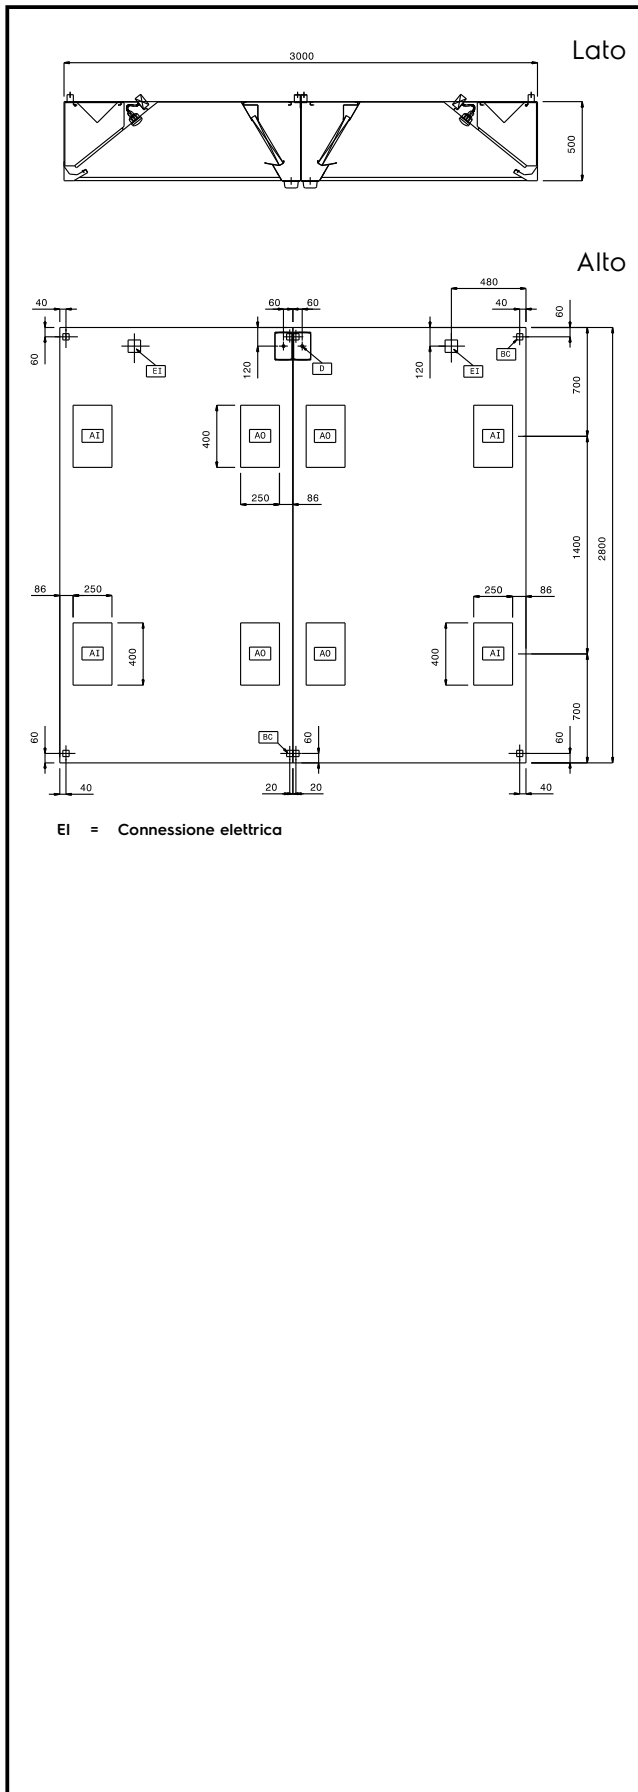 Lato
3000
500
Alto
480
40 60 60 40 60
60 120 120 700
EI D EI BC
AI 400 AO AO AI
250 86
1400 2800
86 250 250 86
AI 400 AO AO 400 AI
700
60 BC 60 60
40 20 20 40
EI = Connessione elettrica